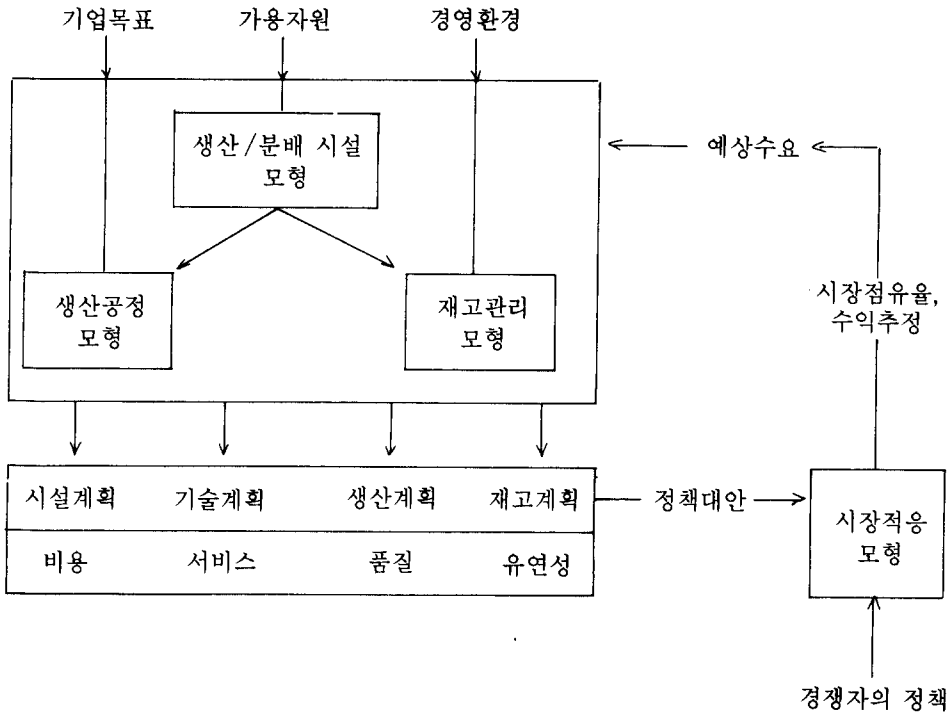 기업목표 가용자원 경영환경
생산/분배 시설
모형
예상수요
생산공정
모형
재고관리
모형
시장점유율,
수익추정
시설계획 기술계획 생산계획 재고계획
정책대안
시장적응
모형
비용 서비스 품질 유연성
경쟁자의 정책